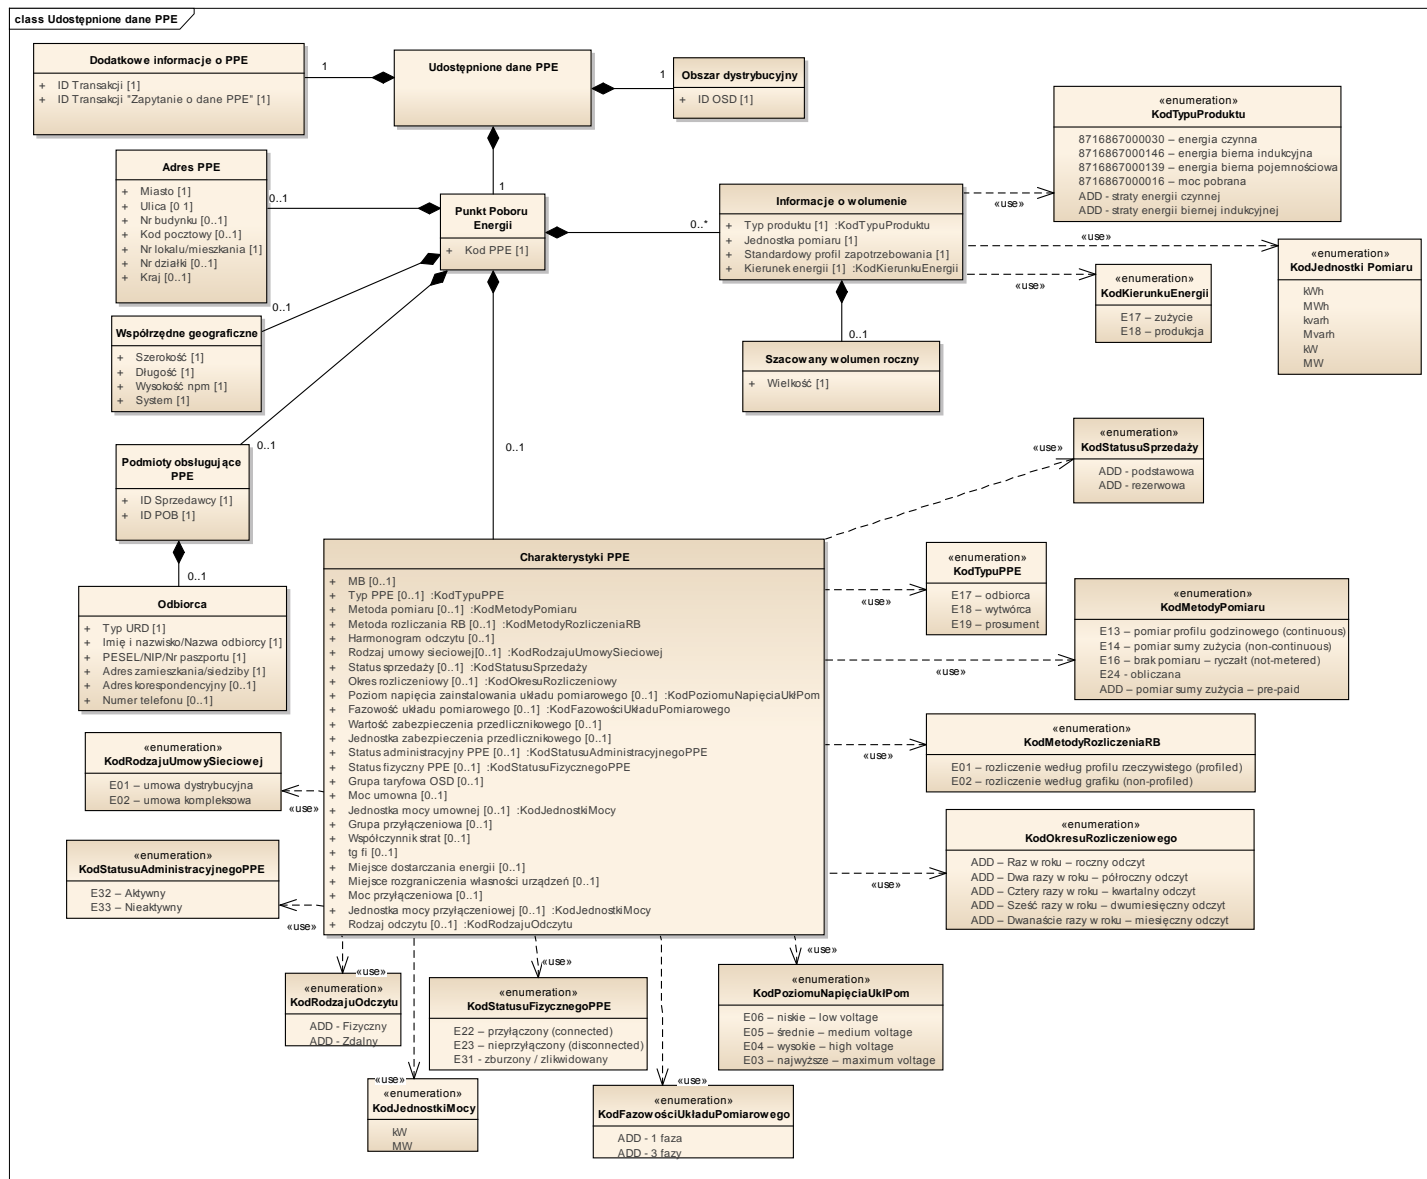 class Udostępnione dane PPE
Dodatkowe informacje o PPE
+ ID Transakcji [1]
+ ID Transakcji "Zapytanie o dane PPE" [1]
1
Udostępnione dane PPE
1
Obszar dystrybucyjny
+ ID OSD [1]
1
Adres PPE
+ Miasto [1]
+ Ulica [0 1]
+ Nr budynku [0..1]
+ Kod pocztowy [0..1]
+ Nr lokalu/mieszkania [1]
+ Nr działki [0..1]
+ Kraj [0..1]
0..1
Punkt Poboru
Energii
+ Kod PPE [1]
0..*
Informacje o wolumenie
+ Typ produktu [1] :KodTypuProduktu
+ Jednostka pomiaru [1]
+ Standardowy profil zapotrzebowania [1]
+ Kierunek energii [1] :KodKierunkuEnergii
«use»
«enumeration»
KodTypuProduktu
8716867000030 – energia czynna
8716867000146 – energia bierna indukcyjna
8716867000139 – energia bierna pojemnościowa
8716867000016 – moc pobrana
ADD - straty energii czynnej
ADD - straty energii biernej indukcyjnej
«use»
«use»
«enumeration»
KodJednostki Pomiaru
kWh
MWh
kvarh
Mvarh
kW
MW
«enumeration»
KodKierunkuEnergii
E17 – zużycie
E18 – produkcja
0..1
Szacowany wolumen roczny
+ Wielkość [1]
0..1
Współrzędne geograficzne
+ Szerokość [1]
+ Długość [1]
+ Wysokość npm [1]
+ System [1]
0..1
Podmioty obsługujące
PPE
+ ID Sprzedawcy [1]
+ ID POB [1]
0..1
Odbiorca
+ Typ URD [1]
+ Imię i nazwisko/Nazwa odbiorcy [1]
+ PESEL/NIP/Nr paszportu [1]
+ Adres zamieszkania/siedziby [1]
+ Adres korespondencyjny [0..1]
+ Numer telefonu [0..1]
0..1
Charakterystyki PPE
+ MB [0..1]
+ Typ PPE [0..1] :KodTypuPPE
+ Metoda pomiaru [0..1] :KodMetodyPomiaru
+ Metoda rozliczania RB [0..1] :KodMetodyRozliczeniaRB
+ Harmonogram odczytu [0..1]
+ Rodzaj umowy sieciowej[0..1] :KodRodzajuUmowySieciowej
+ Status sprzedaży [0..1] :KodStatusuSprzedaży
+ Okres rozliczeniowy [0..1] :KodOkresuRozliczeniowy
+ Poziom napięcia zainstalowania układu pomiarowego [0..1] :KodPoziomuNapięciaUkłPom
+ Fazowość układu pomiarowego [0..1] :KodFazowościUkładuPomiarowego
+ Wartość zabezpieczenia przedlicznikowego [0..1]
+ Jednostka zabezpieczenia przedlicznikowego [0..1]
+ Status administracyjny PPE [0..1] :KodStatusuAdministracyjnegoPPE
+ Status fizyczny PPE [0..1] :KodStatusuFizycznegoPPE
+ Grupa taryfowa OSD [0..1]
+ Moc umowna [0..1]
+ Jednostka mocy umownej [0..1] :KodJednostkiMocy
+ Grupa przyłączeniowa [0..1]
+ Współczynnik strat [0..1]
+ tg fi [0..1]
+ Miejsce dostarczania energii [0..1]
+ Miejsce rozgraniczenia własności urządzeń [0..1]
+ Moc przyłączeniowa [0..1]
+ Jednostka mocy przyłączeniowej [0..1] :KodJednostkiMocy
+ Rodzaj odczytu [0..1] :KodRodzajuOdczytu
«use»
«enumeration»
KodStatusuSprzedaży
ADD - podstawowa
ADD - rezerwowa
«use»
«enumeration»
KodTypuPPE
E17 – odbiorca
E18 – wytwórca
E19 – prosument
«use»
«enumeration»
KodMetodyPomiaru
E13 – pomiar profilu godzinowego (continuous)
E14 – pomiar sumy zużycia (non-continuous)
E16 – brak pomiaru – ryczałt (not-metered)
E24 - obliczana
ADD – pomiar sumy zużycia – pre-paid
«use»
«enumeration»
KodMetodyRozliczeniaRB
E01 – rozliczenie według profilu rzeczywistego (profiled)
E02 – rozliczenie według grafiku (non-profiled)
«use»
«enumeration»
KodOkresuRozliczeniowego
ADD – Raz w roku – roczny odczyt
ADD – Dwa razy w roku – półroczny odczyt
ADD – Cztery razy w roku – kwartalny odczyt
ADD – Sześć razy w roku – dwumiesięczny odczyt
ADD – Dwanaście razy w roku – miesięczny odczyt
«enumeration»
KodRodzajuUmowySieciowej
E01 – umowa dystrybucyjna
E02 – umowa kompleksowa
«use»
«enumeration»
KodStatusuAdministracyjnegoPPE
E32 – Aktywny
E33 – Nieaktywny
«use»
«use»
«enumeration»
KodRodzajuOdczytu
ADD - Fizyczny
ADD - Zdalny
«use»
«enumeration»
KodStatusuFizycznegoPPE
E22 – przyłączony (connected)
E23 – nieprzyłączony (disconnected)
E31 - zburzony / zlikwidowany
«use»
«enumeration»
KodPoziomuNapięciaUkłPom
E06 – niskie – low voltage
E05 – średnie – medium voltage
E04 – wysokie – high voltage
E03 – najwyższe – maximum voltage
«use»
«enumeration»
KodJednostkiMocy
kW
MW
«use»
«enumeration»
KodFazowościUkładuPomiarowego
ADD - 1 faza
ADD - 3 fazy